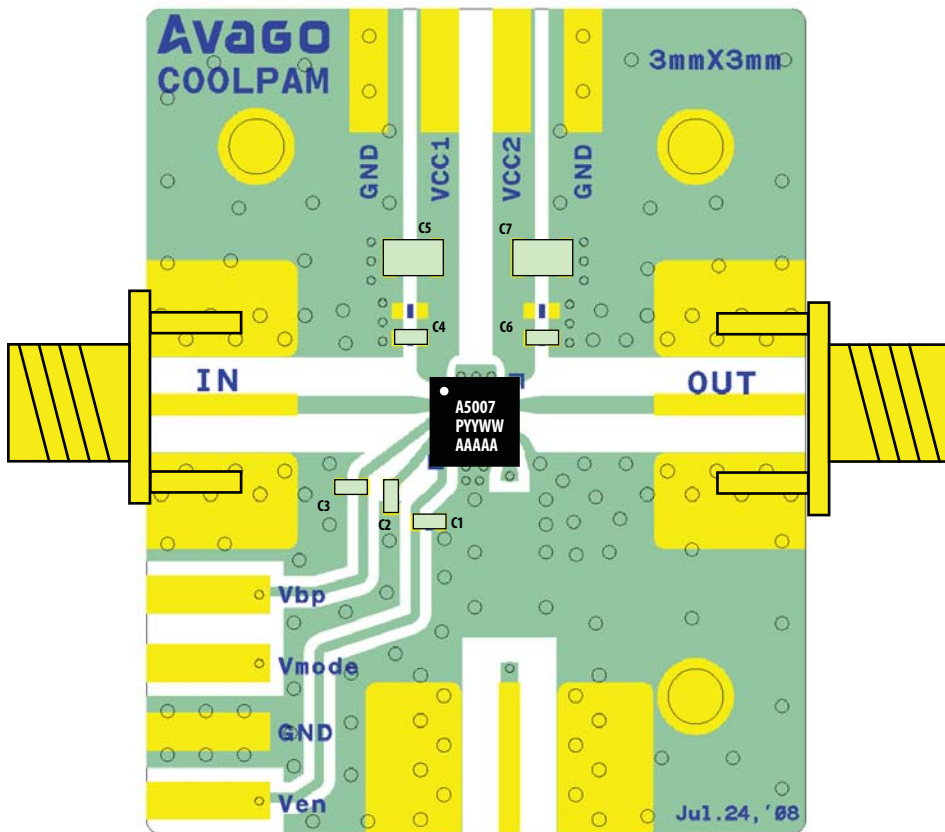 Avago
COOLPAM
3mmX3mm
GND
VCC1
VCC2
GND
C5
C7
C4
C6
IN
OUT
A5007
PYYWW
AAAAA
C3
C2
C1
Vbp
Vmode
GND
Ven
Jul.24,'08